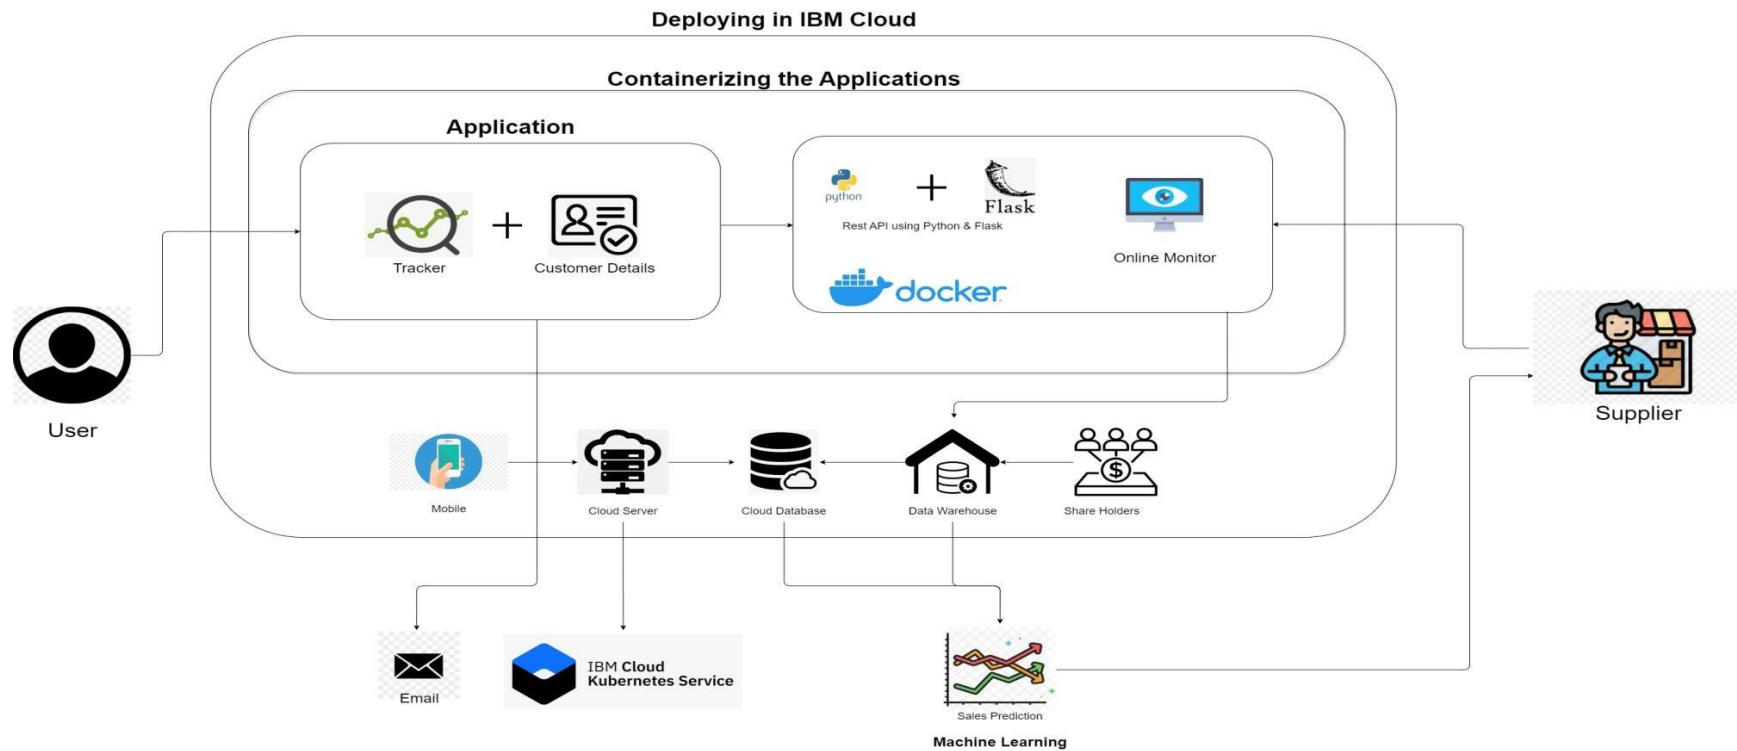 Deploying in IBM Cloud
Containerizing the Applications
Application
python
Flask
Rest API using Python & Flask
Tracker
Customer Details
Online Monitor
docker
User
Supplier
Mobile
Cloud Server
Cloud Database
Data Warehouse
Share Holders
Email
IBM Cloud
Kubernetes Service
Sales Prediction
Machine Learning